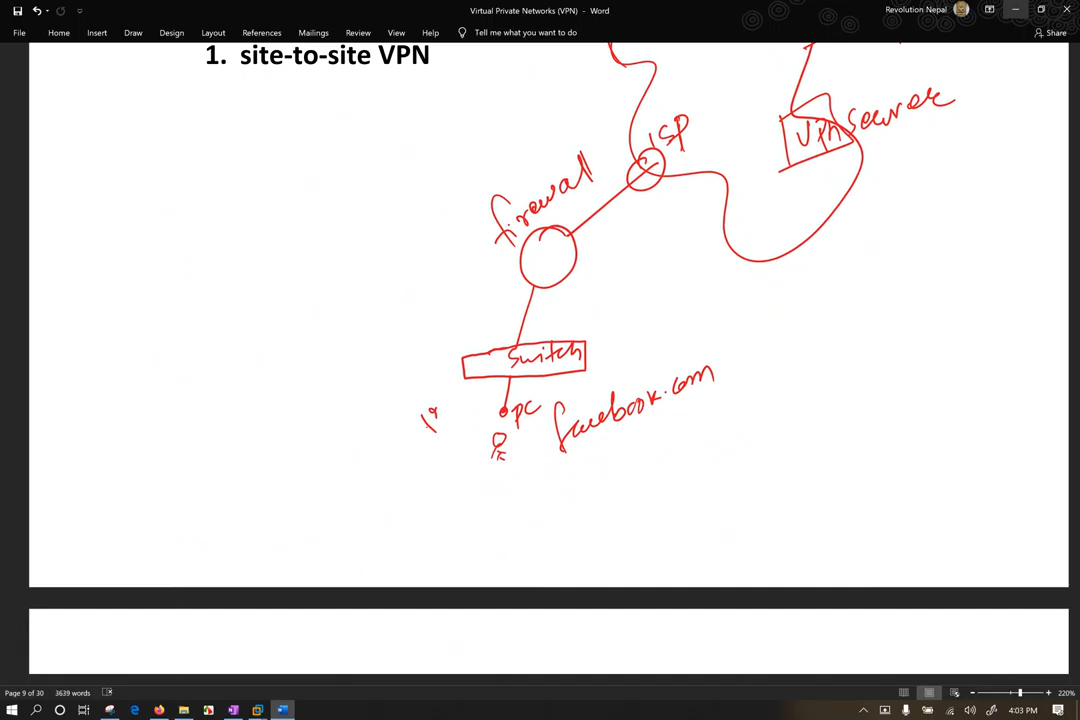 Virtual Private Networks (VPN) - Word
Revolution Nepal
File Home Insert Draw Design Layout References Mailings Review View Help Tell me what you want to do
Share
1. site-to-site VPN
ISP
Vpn Server
firewall
Switch
PC
facebook.com
Page 9 of 30 3639 words
220%
4:03 PM